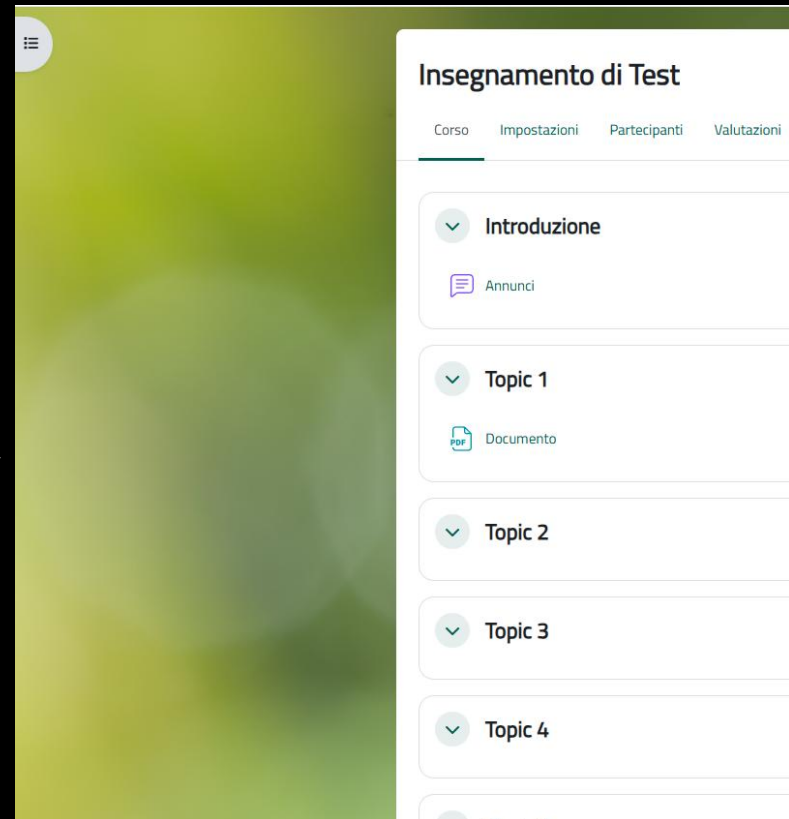 Insegnamento di Test
Corso Impostazioni Partecipanti Valutazioni
Introduzione
Annunci
Topic 1
PDF Documento
Topic 2
Topic 3
Topic 4